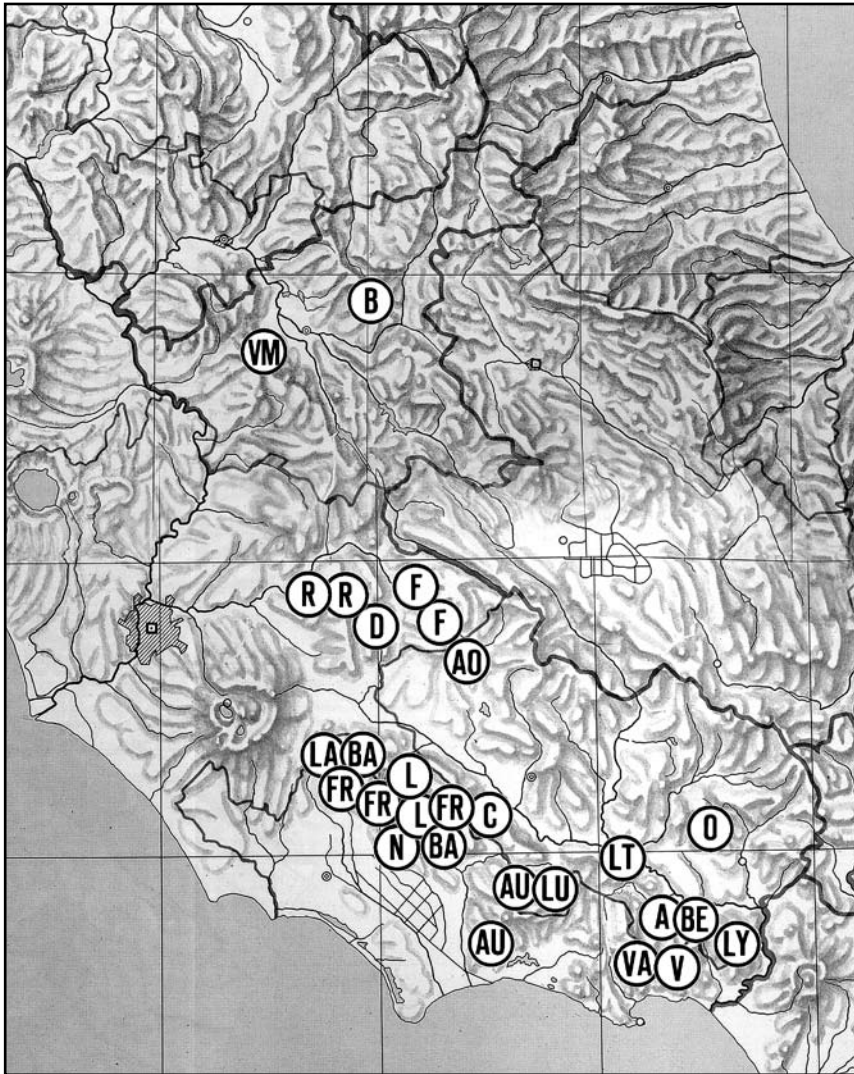 B
VM
R R F
D F
AO
LA BA
L
FR FR L FR C
N BA
O
LT
AU LU
A BE
AU
LY
VA V